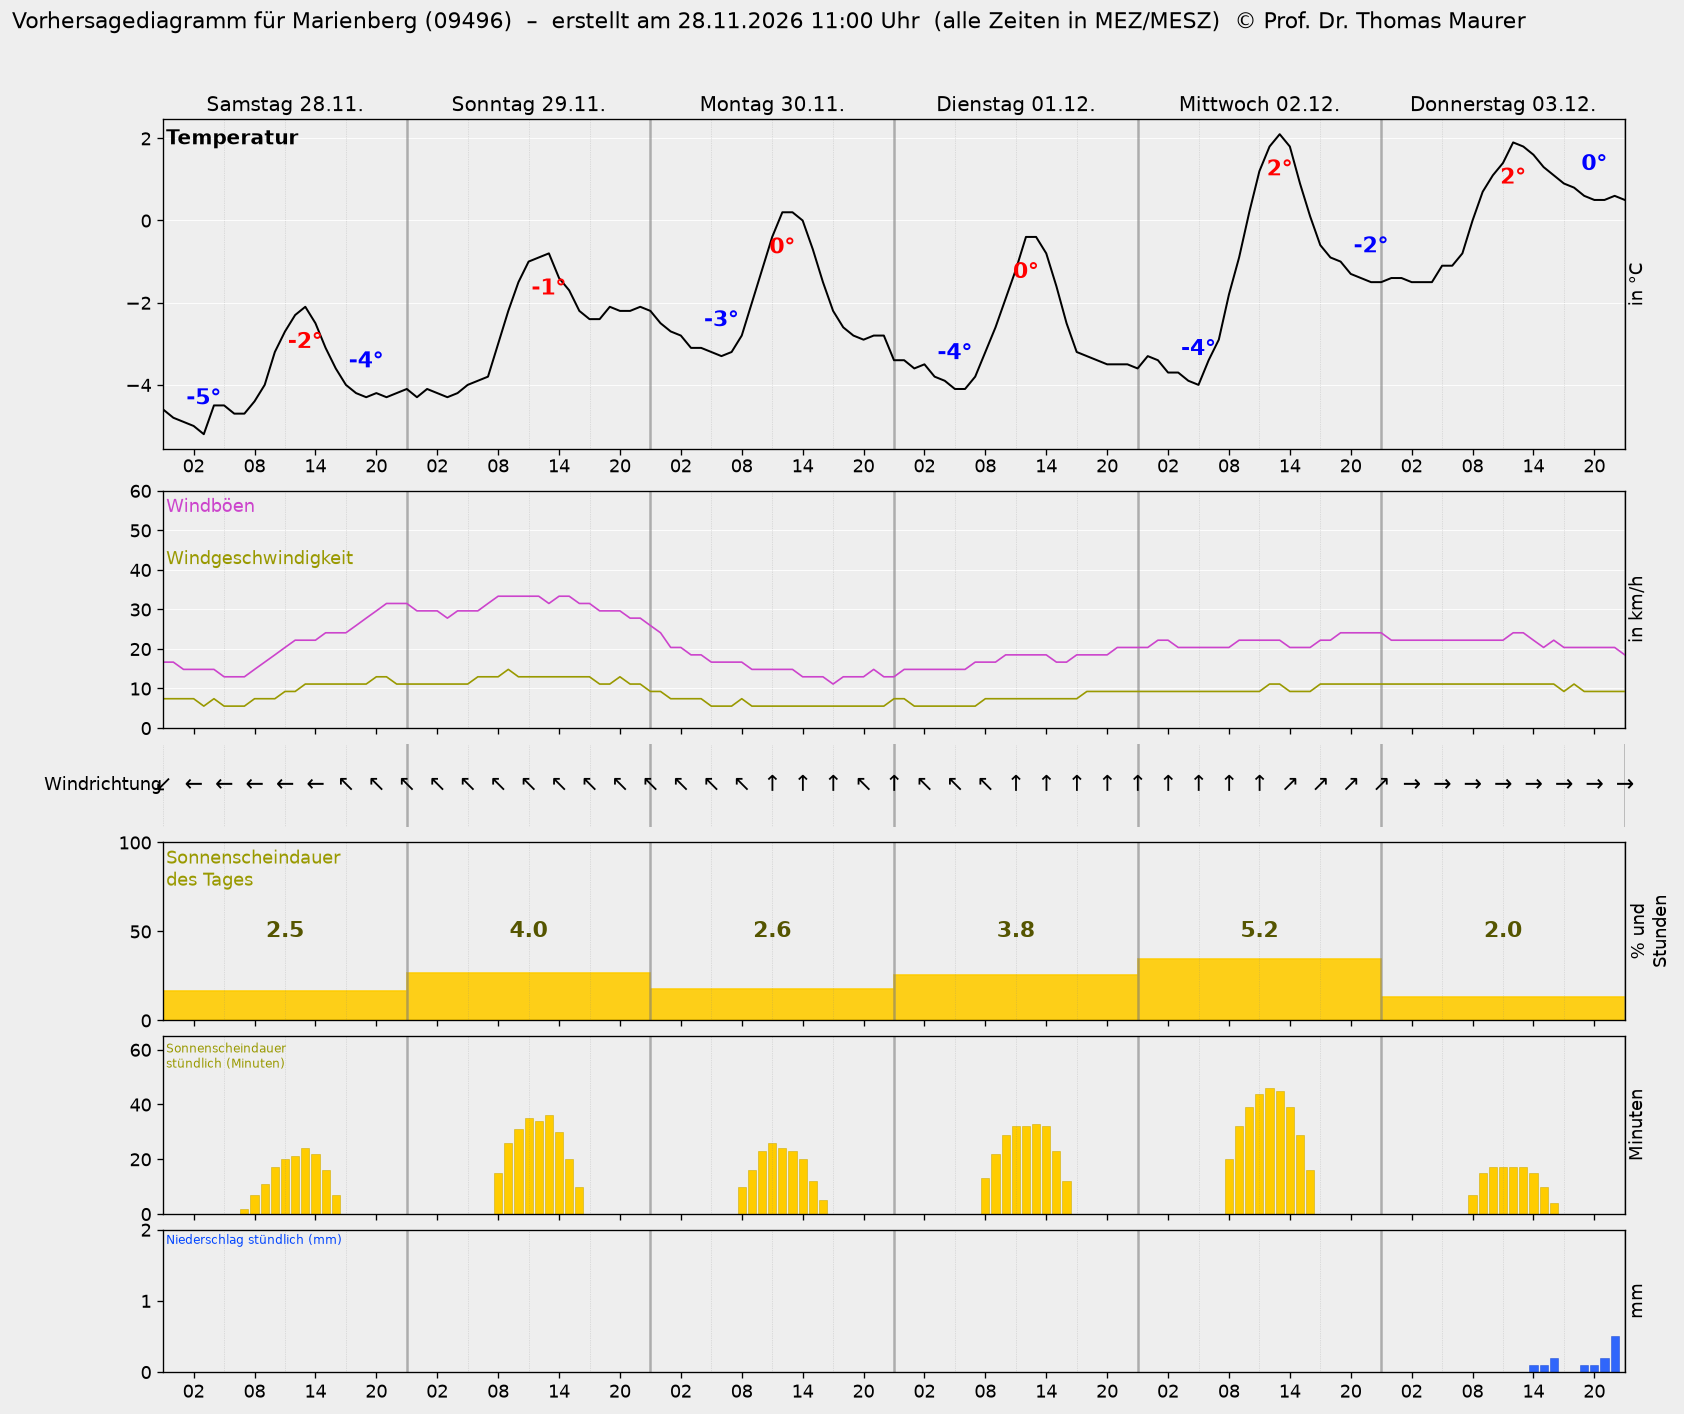 Vorhersagediagramm für Marienberg (09496)  –  erstellt am 28.11.2026 11:00 Uhr  (alle Zeiten in MEZ/MESZ)  © Prof. Dr. Thomas Maurer
Samstag 28.11. Sonntag 29.11. Montag 30.11. Dienstag 01.12. Mittwoch 02.12. Donnerstag 03.12.
Temperatur
2
0
−2
−4
in °C
-5° -2° -4° -1° -3° 0° -4° 0° -4° 2° -2° 2° 0°
02 08 14 20 02 08 14 20 02 08 14 20 02 08 14 20 02 08 14 20 02 08 14 20
60
50
40
30
20
10
0
Windböen
Windgeschwindigkeit
in km/h
Windrichtung
100
50
0
Sonnenscheindauer
des Tages
2.5 4.0 2.6 3.8 5.2 2.0
% und
Stunden
60
40
20
0
Sonnenscheindauer
stündlich (Minuten)
Minuten
2
1
0
Niederschlag stündlich (mm)
mm
02 08 14 20 02 08 14 20 02 08 14 20 02 08 14 20 02 08 14 20 02 08 14 20